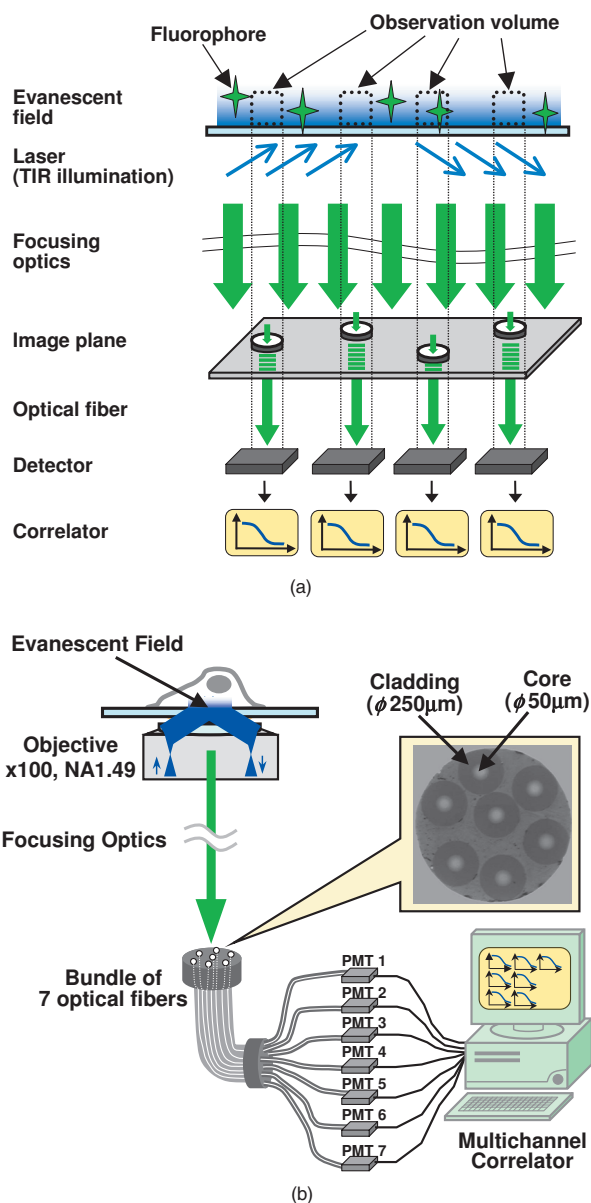 Fluorophore
Observation volume
Evanescent
field
Laser
(TIR illumination)
Focusing
optics
Image plane
Optical fiber
Detector
Correlator
(a)
Evanescent Field
Cladding
(ϕ250μm)
Core
(ϕ50μm)
Objective
x100, NA1.49
Focusing Optics
Bundle of
7 optical fibers
PMT 1
PMT 2
PMT 3
PMT 4
PMT 5
PMT 6
PMT 7
Multichannel
Correlator
(b)